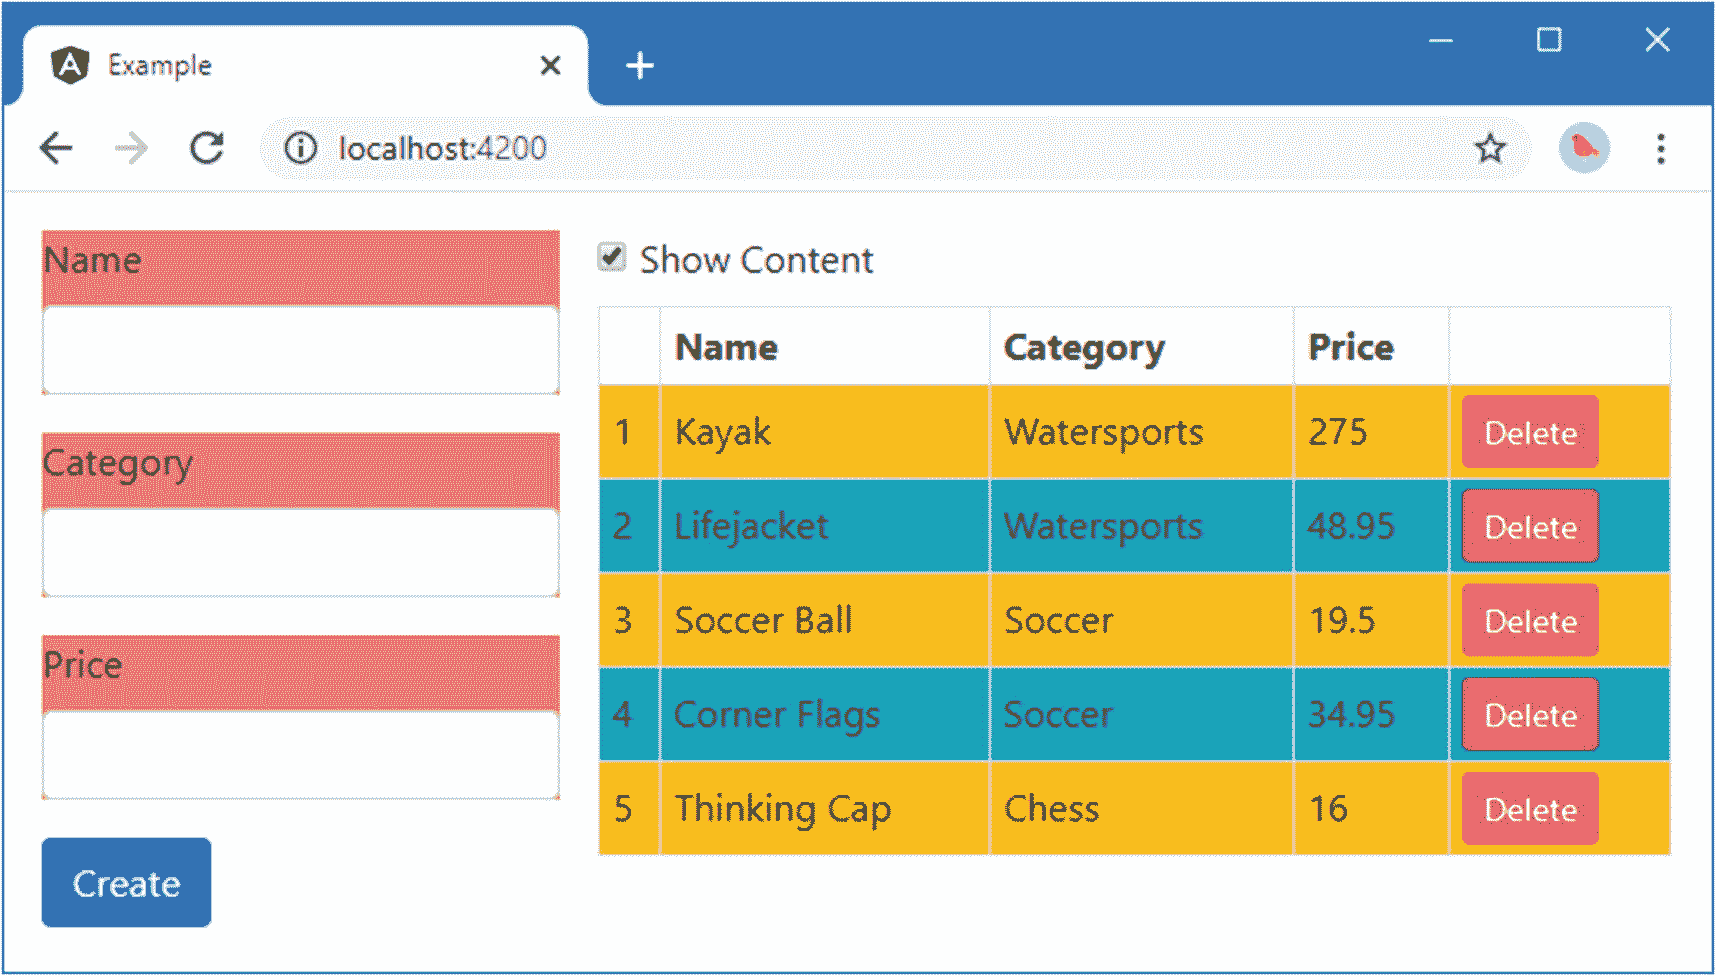 Example
localhost:4200
Name
Category
Price
Create
Show Content
Name Category Price
1 Kayak Watersports 275 Delete
2 Lifejacket Watersports 48.95 Delete
3 Soccer Ball Soccer 19.5 Delete
4 Corner Flags Soccer 34.95 Delete
5 Thinking Cap Chess 16 Delete